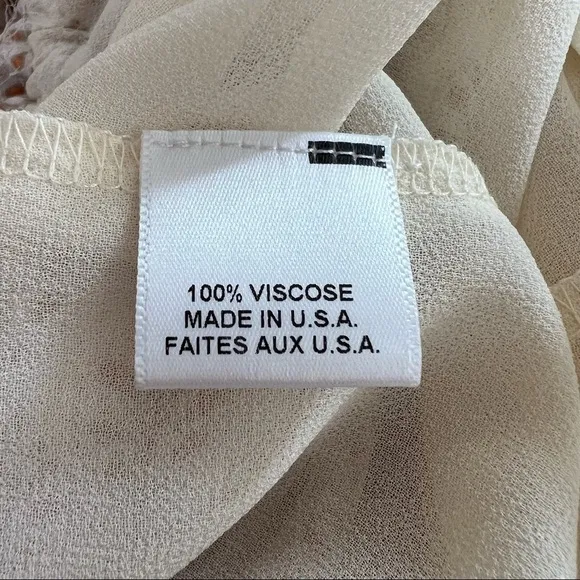 100% VISCOSE
MADE IN U.S.A.
FAITES AUX U.S.A.